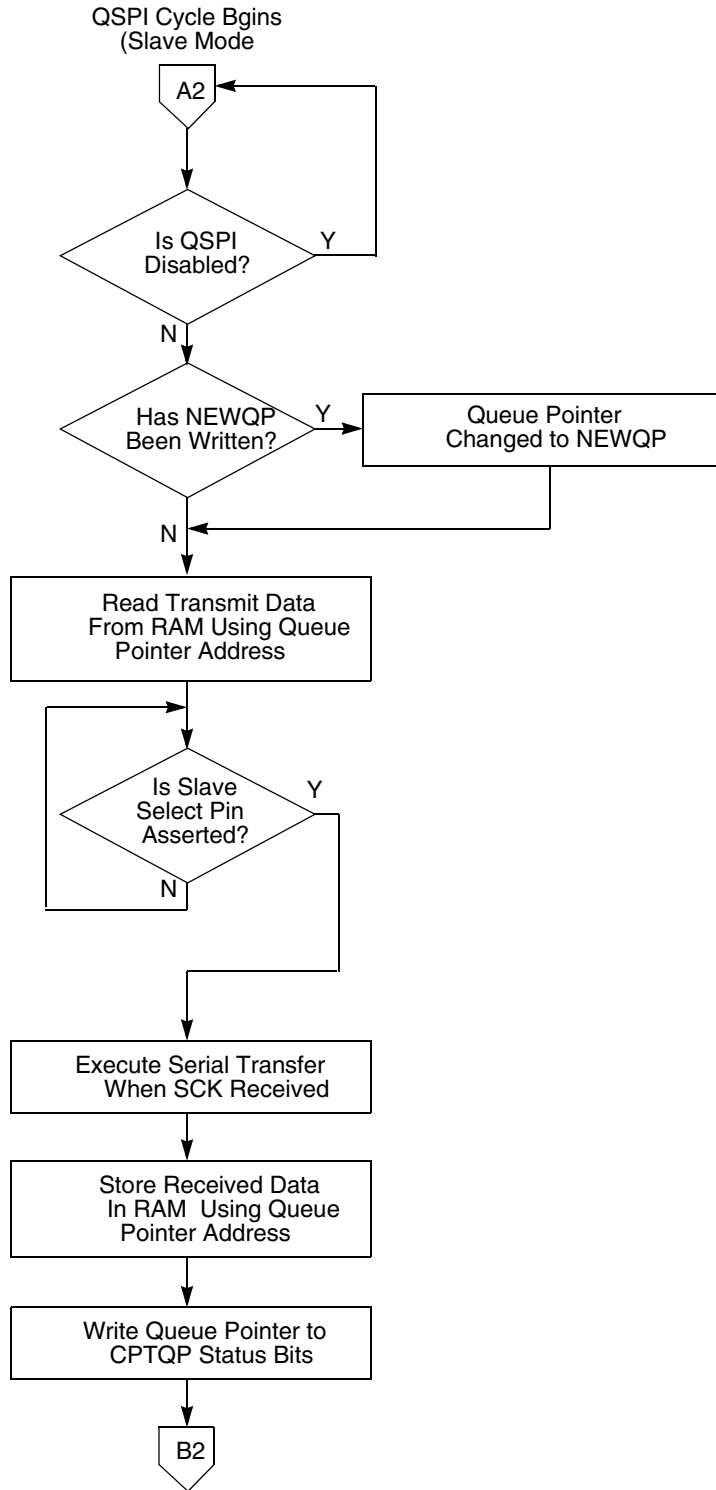 QSPI Cycle Bgins
(Slave Mode
A2
Is QSPI
Disabled?
Y
N
Has NEWQP
Been Written?
Y
Queue Pointer
Changed to NEWQP
N
Read Transmit Data
From RAM Using Queue
Pointer Address
Is Slave
Select Pin
Asserted?
Y
N
Execute Serial Transfer
When SCK Received
Store Received Data
In RAM Using Queue
Pointer Address
Write Queue Pointer to
CPTQP Status Bits
B2